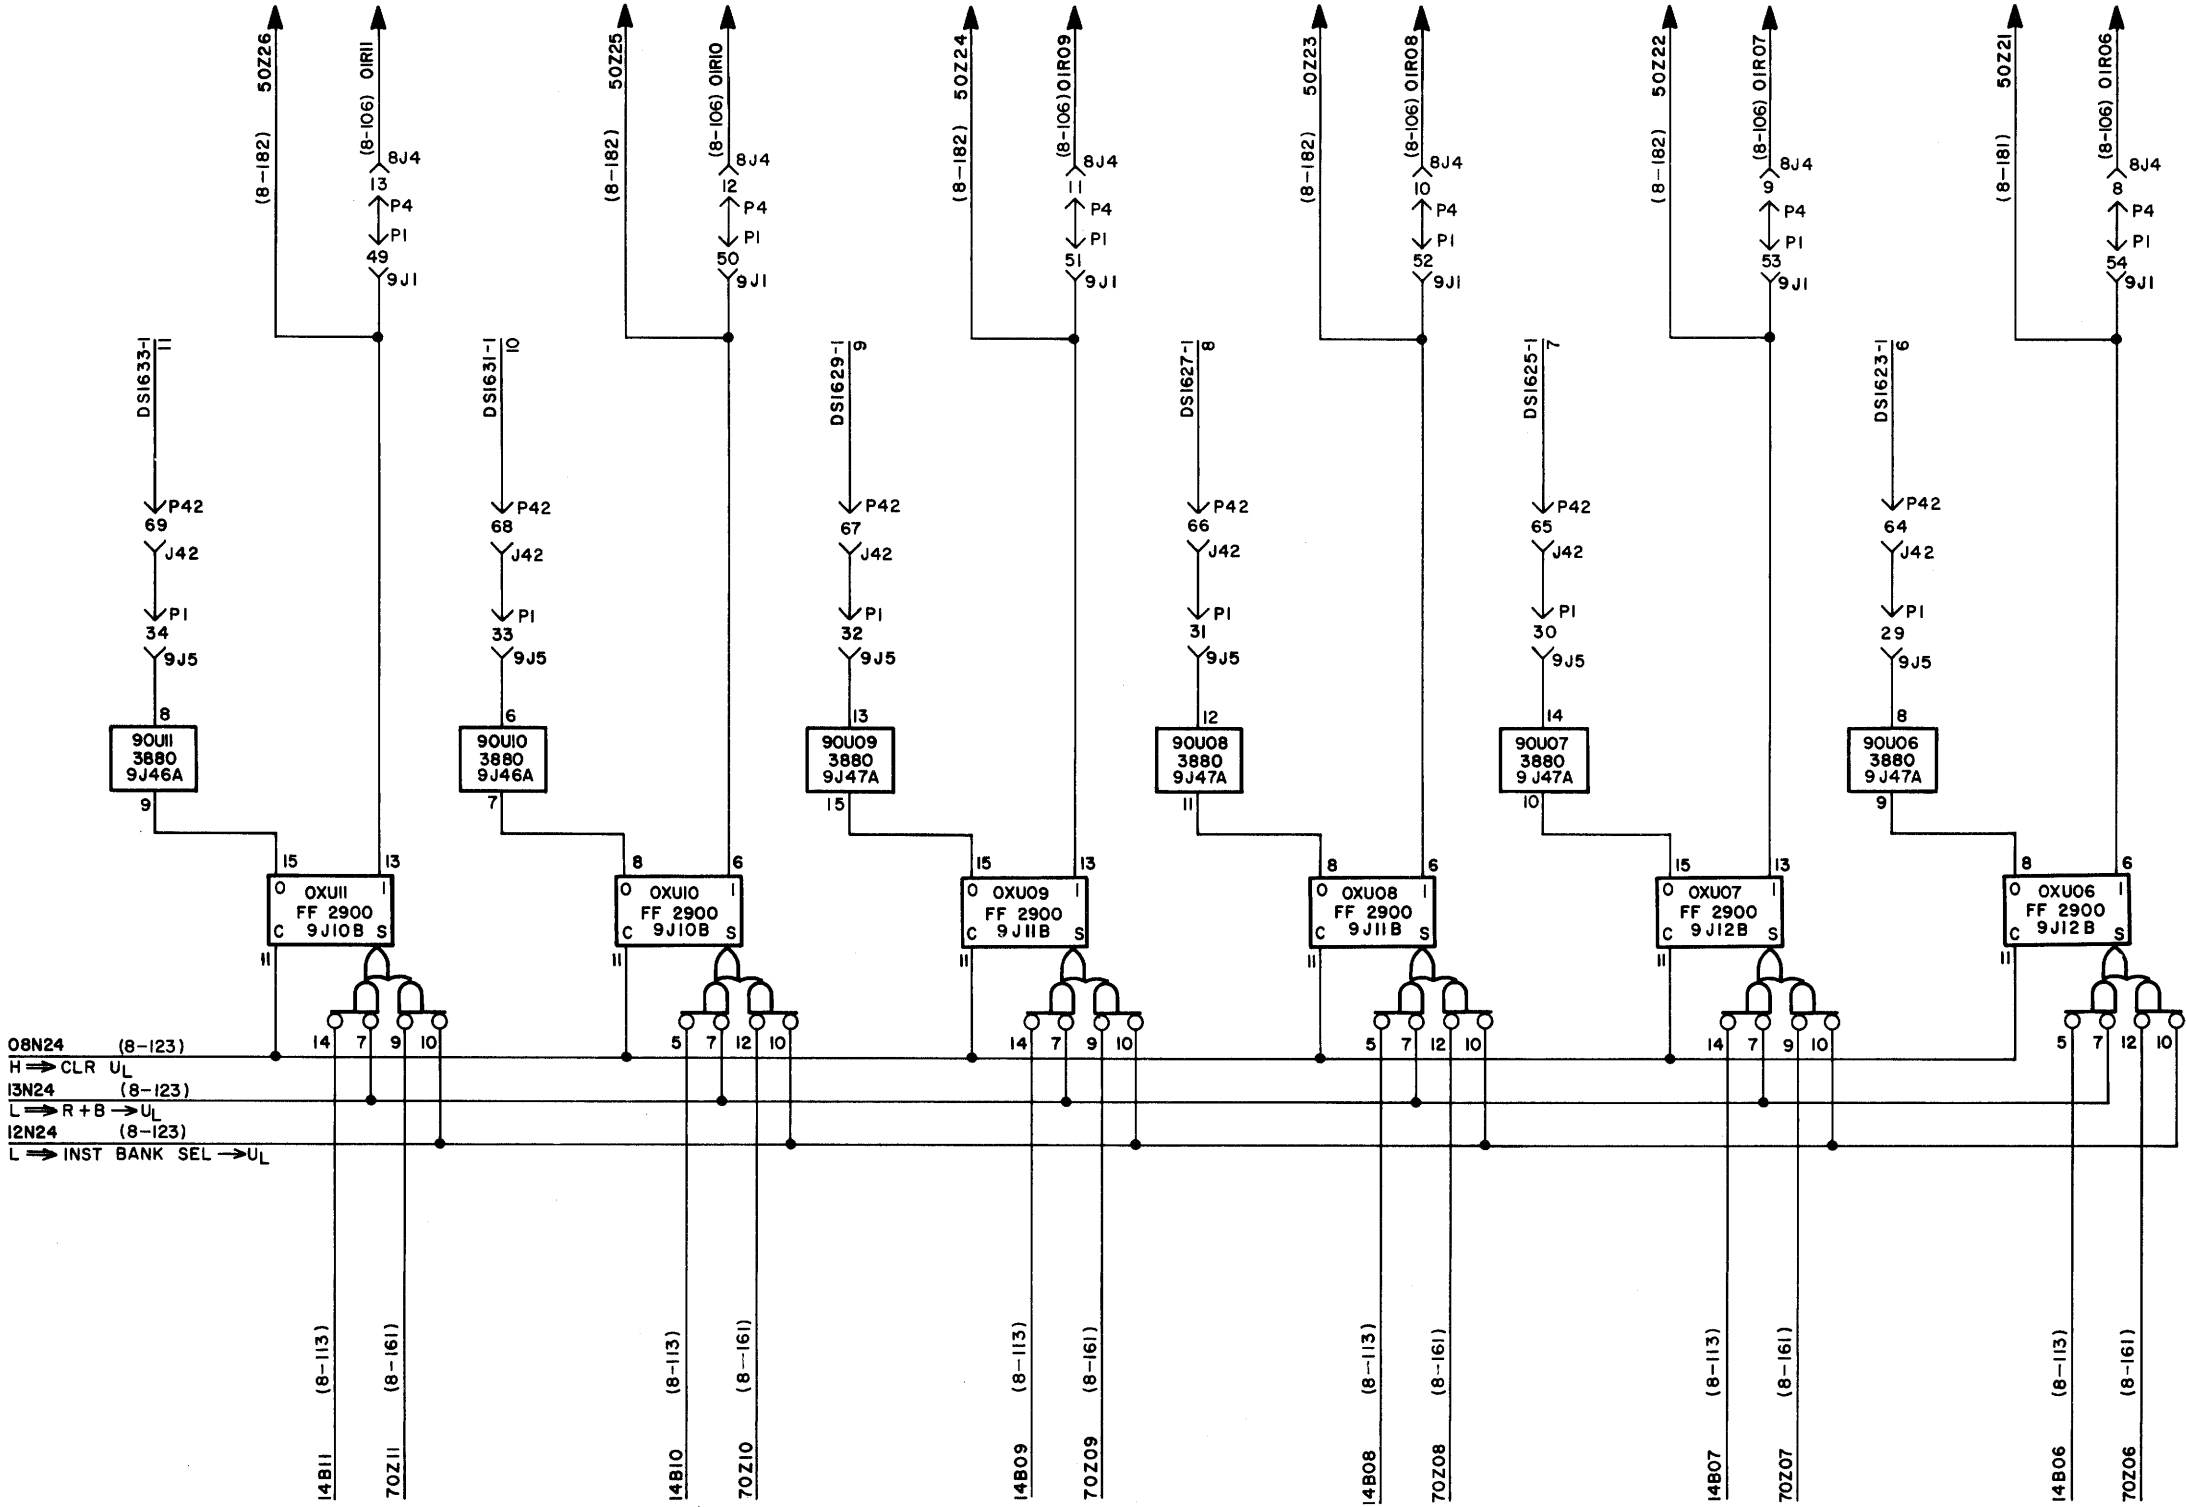 50Z26
(8-182)
01R11
(8-106)
8J4
13
P4
P1
49
9J1
50Z25
(8-182)
01R10
(8-106)
8J4
12
P4
P1
50
9J1
50Z24
(8-182)
01R09
(8-106)
8J4
11
P4
P1
51
9J1
50Z23
(8-182)
01R08
(8-106)
8J4
10
P4
P1
52
9J1
50Z22
(8-182)
01R07
(8-106)
8J4
9
P4
P1
53
9J1
50Z21
(8-181)
01R06
(8-106)
8J4
8
P4
P1
54
9J1
DS1633-1
11
P42
69
J42
P1
34
9J5
8
90U11
3880
9J46A
9
DS1631-1
10
P42
68
J42
P1
33
9J5
6
90U10
3880
9J46A
7
DS1629-1
9
P42
67
J42
P1
32
9J5
13
90U09
3880
9J47A
15
DS1627-1
8
P42
66
J42
P1
31
9J5
12
90U08
3880
9J47A
11
DS1625-1
7
P42
65
J42
P1
30
9J5
14
90U07
3880
9J47A
10
DS1623-1
6
P42
64
J42
P1
29
9J5
8
90U06
3880
9J47A
9
15 13
0 0XU11 1
FF 2900
C 9J10B S
11
14 7 9 10
8 6
0 0XU10 1
FF 2900
C 9J10B S
11
5 7 12 10
15 13
0 0XU09 1
FF 2900
C 9J11B S
11
14 7 9 10
8 6
0 0XU08 1
FF 2900
C 9J11B S
11
5 7 12 10
15 13
0 0XU07 1
FF 2900
C 9J12B S
11
14 7 9 10
8 6
0 0XU06 1
FF 2900
C 9J12B S
11
5 7 12 10
08N24 (8-123)
H ⇒ CLR UL
13N24 (8-123)
L ⇒ R+B → UL
12N24 (8-123)
L ⇒ INST BANK SEL → UL
14B11 (8-113)
70Z11 (8-161)
14B10 (8-113)
70Z10 (8-161)
14B09 (8-113)
70Z09 (8-161)
14B08 (8-113)
70Z08 (8-161)
14B07 (8-113)
70Z07 (8-161)
14B06 (8-113)
70Z06 (8-161)